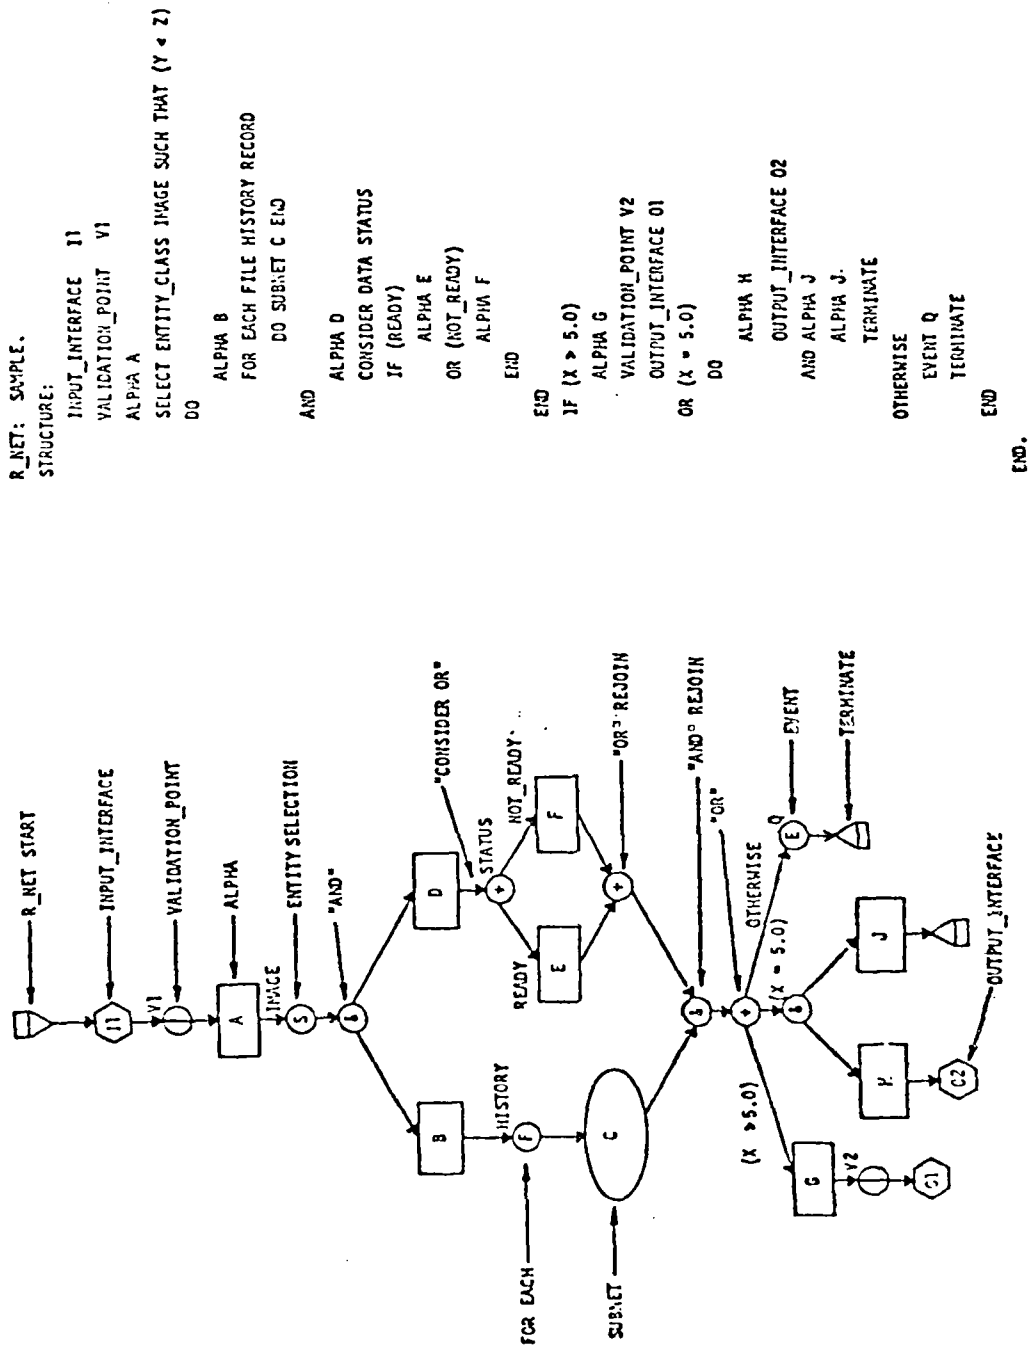 R_NET: SAMPLE.
STRUCTURE:
INPUT_INTERFACE I1
VALIDATION_POINT V1
ALPHA A
SELECT ENTITY_CLASS IMAGE SUCH THAT (Y < Z)
DO
ALPHA B
FOR EACH FILE HISTORY RECORD
DO SUBNET C END
AND
ALPHA D
CONSIDER DATA STATUS
IF (READY)
ALPHA E
OR (NOT_READY)
ALPHA F
END
END
IF (X > 5.0)
ALPHA G
VALIDATION_POINT V2
OUTPUT_INTERFACE O1
OR (X = 5.0)
DO
ALPHA H
OUTPUT_INTERFACE O2
AND ALPHA J
ALPHA J.
TERMINATE
OTHERWISE
EVENT Q
TERMINATE
END
END.
R_NET START
I1
INPUT_INTERFACE
V1
VALIDATION_POINT
A
ALPHA
IMAGE
S
ENTITY SELECTION
&
"AND"
B
D
HISTORY
"CONSIDER OR"
FOR EACH
F
+
STATUS
READY
NOT_READY
E
F
SUBNET
C
+
"OR" REJOIN
&
"AND" REJOIN
+
"OR"
(X > 5.0)
(X = 5.0)
OTHERWISE
&
E
Q
EVENT
G
V2
TERMINATE
H
J
O1
O2
OUTPUT_INTERFACE